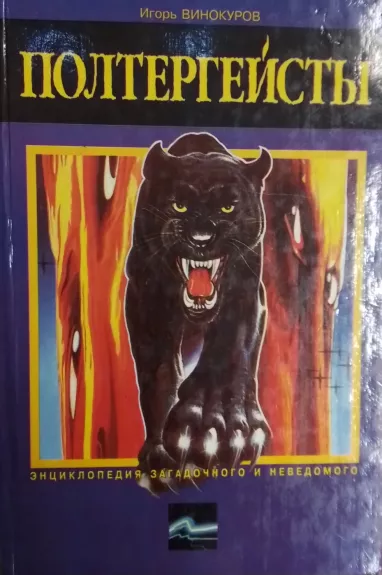 Игорь ВИНОКУРОВ
ПОЛТЕРГЕЙСТЫ
ЭНЦИКЛОПЕДИЯ ЗАГАДОЧНОГО И НЕВЕДОМОГО